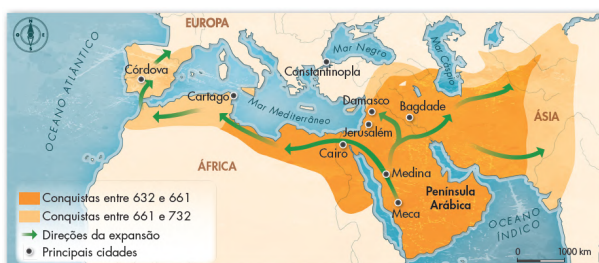 EUROPA
OCEANO ATLÂNTICO
Mar Negro
Mar Cáspio
Constantinopla
Córdova
Cartago
Mar Mediterrâneo
Damasco
Bagdade
Jerusalém
ÁSIA
Cairo
ÁFRICA
Medina
Península
Arábica
Meca
OCEANO
ÍNDICO
Conquistas entre 632 e 661
Conquistas entre 661 e 732
Direções da expansão
Principais cidades
0 1000 km